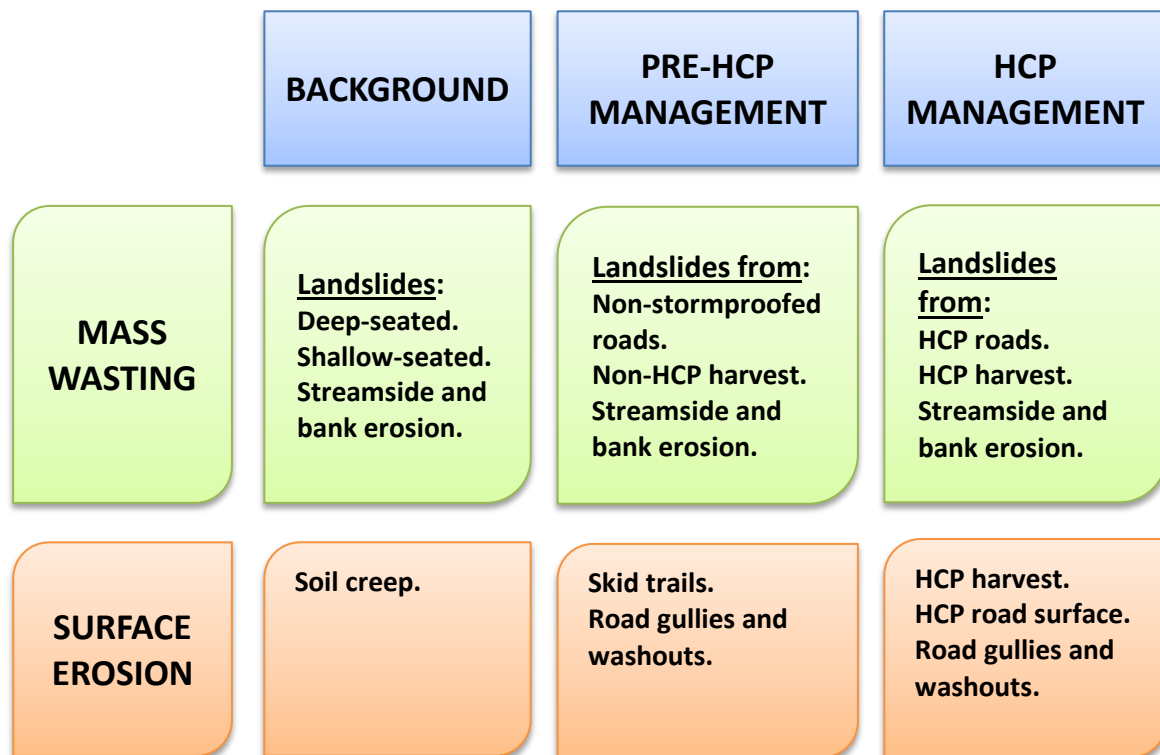 BACKGROUND
PRE-HCP
MANAGEMENT
HCP
MANAGEMENT
MASS
WASTING
Landslides:
Deep-seated.
Shallow-seated.
Streamside and
bank erosion.
Landslides from:
Non-stormproofed
roads.
Non-HCP harvest.
Streamside and
bank erosion.
Landslides
from:
HCP roads.
HCP harvest.
Streamside and
bank erosion.
SURFACE
EROSION
Soil creep.
Skid trails.
Road gullies and
washouts.
HCP harvest.
HCP road surface.
Road gullies and
washouts.